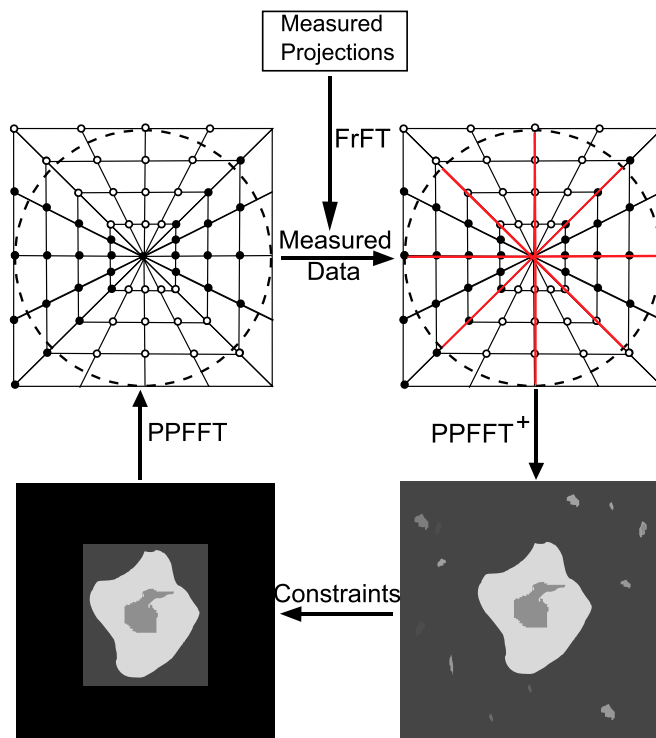 Measured
Projections
FrFT
Measured
Data
PPFFT
PPFFT+
Constraints